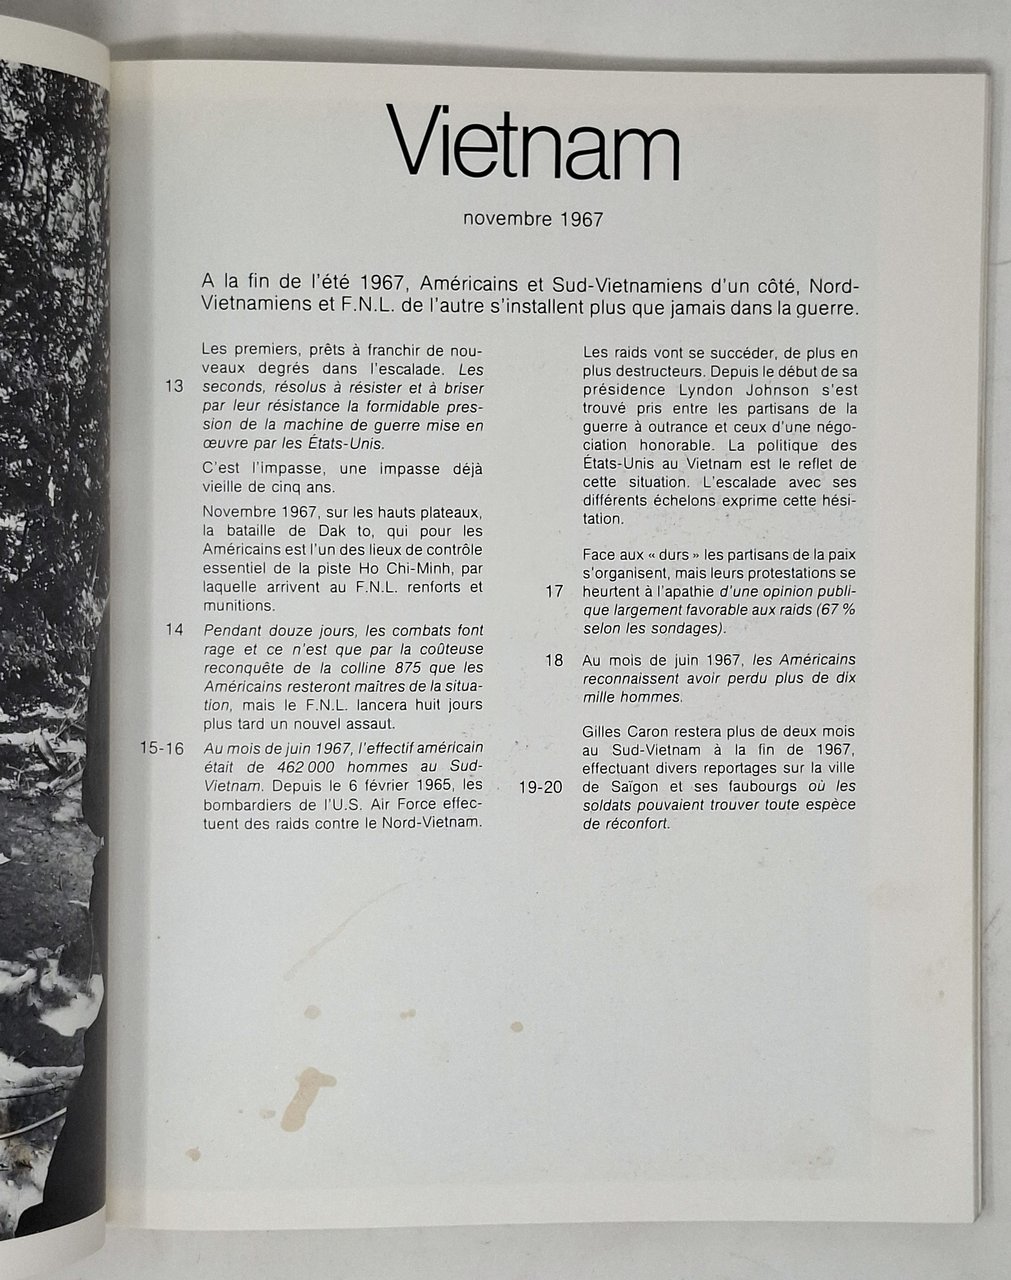 Vietnam
novembre 1967
A la fin de l'été 1967, Américains et Sud-Vietnamiens d'un côté, Nord-
Vietnamiens et F.N.L. de l'autre s'installent plus que jamais dans la guerre.
Les premiers, prêts à franchir de nou-
veaux degrés dans l'escalade. Les
13 seconds, résolus à résister et à briser
par leur résistance la formidable pres-
sion de la machine de guerre mise en
œuvre par les États-Unis.
C'est l'impasse, une impasse déjà
vieille de cinq ans.
Novembre 1967, sur les hauts plateaux,
la bataille de Dak to, qui pour les
Américains est l'un des lieux de contrôle
essentiel de la piste Ho Chi-Minh, par
laquelle arrivent au F.N.L. renforts et
munitions.
14 Pendant douze jours, les combats font
rage et ce n'est que par la coûteuse
reconquête de la colline 875 que les
Américains resteront maîtres de la situa-
tion, mais le F.N.L. lancera huit jours
plus tard un nouvel assaut.
15-16 Au mois de juin 1967, l'effectif américain
était de 462 000 hommes au Sud-
Vietnam. Depuis le 6 février 1965, les
bombardiers de l'U.S. Air Force effec-
tuent des raids contre le Nord-Vietnam.
Les raids vont se succéder, de plus en
plus destructeurs. Depuis le début de sa
présidence Lyndon Johnson s'est
trouvé pris entre les partisans de la
guerre à outrance et ceux d'une négo-
ciation honorable. La politique des
États-Unis au Vietnam est le reflet de
cette situation. L'escalade avec ses
différents échelons exprime cette hési-
tation.
Face aux « durs » les partisans de la paix
s'organisent, mais leurs protestations se
17 heurtent à l'apathie d'une opinion publi-
que largement favorable aux raids (67 %
selon les sondages).
18 Au mois de juin 1967, les Américains
reconnaissent avoir perdu plus de dix
mille hommes.
Gilles Caron restera plus de deux mois
au Sud-Vietnam à la fin de 1967,
effectuant divers reportages sur la ville
19-20 de Saïgon et ses faubourgs où les
soldats pouvaient trouver toute espèce
de réconfort.